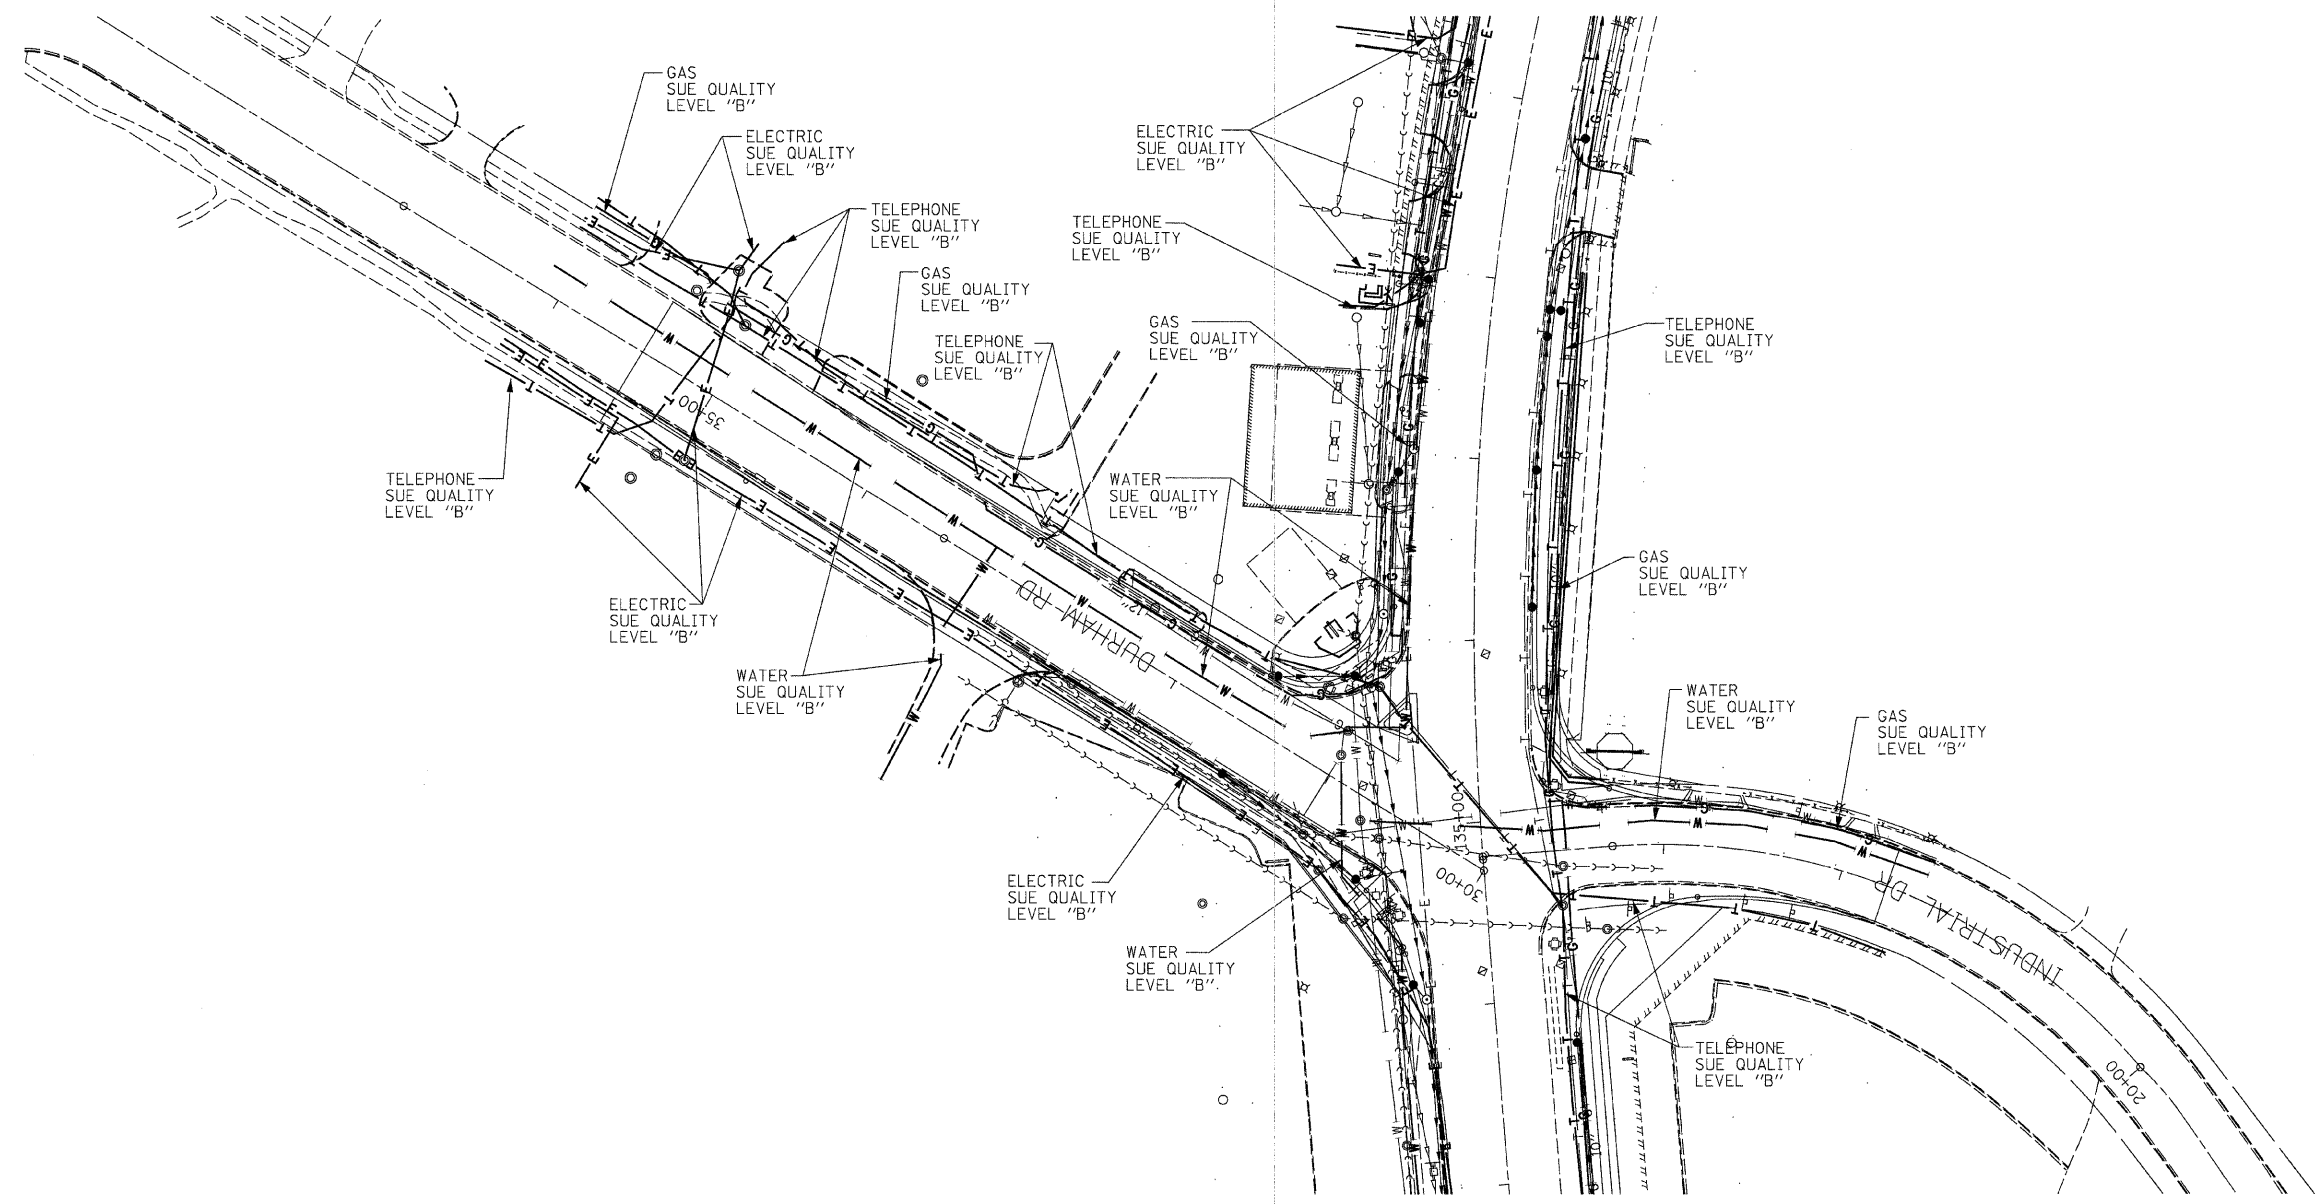 GAS
SUE QUALITY
LEVEL "B"
ELECTRIC
SUE QUALITY
LEVEL "B"
TELEPHONE
SUE QUALITY
LEVEL "B"
GAS
SUE QUALITY
LEVEL "B"
TELEPHONE
SUE QUALITY
LEVEL "B"
ELECTRIC
SUE QUALITY
LEVEL "B"
TELEPHONE
SUE QUALITY
LEVEL "B"
GAS
SUE QUALITY
LEVEL "B"
TELEPHONE
SUE QUALITY
LEVEL "B"
TELEPHONE
SUE QUALITY
LEVEL "B"
WATER
SUE QUALITY
LEVEL "B"
ELECTRIC
SUE QUALITY
LEVEL "B"
GAS
SUE QUALITY
LEVEL "B"
WATER
SUE QUALITY
LEVEL "B"
WATER
SUE QUALITY
LEVEL "B"
GAS
SUE QUALITY
LEVEL "B"
ELECTRIC
SUE QUALITY
LEVEL "B"
WATER
SUE QUALITY
LEVEL "B".
TELEPHONE
SUE QUALITY
LEVEL "B"
35+00
DURHAM RD
135+00
30+00
INDUSTRIAL DR
20+00